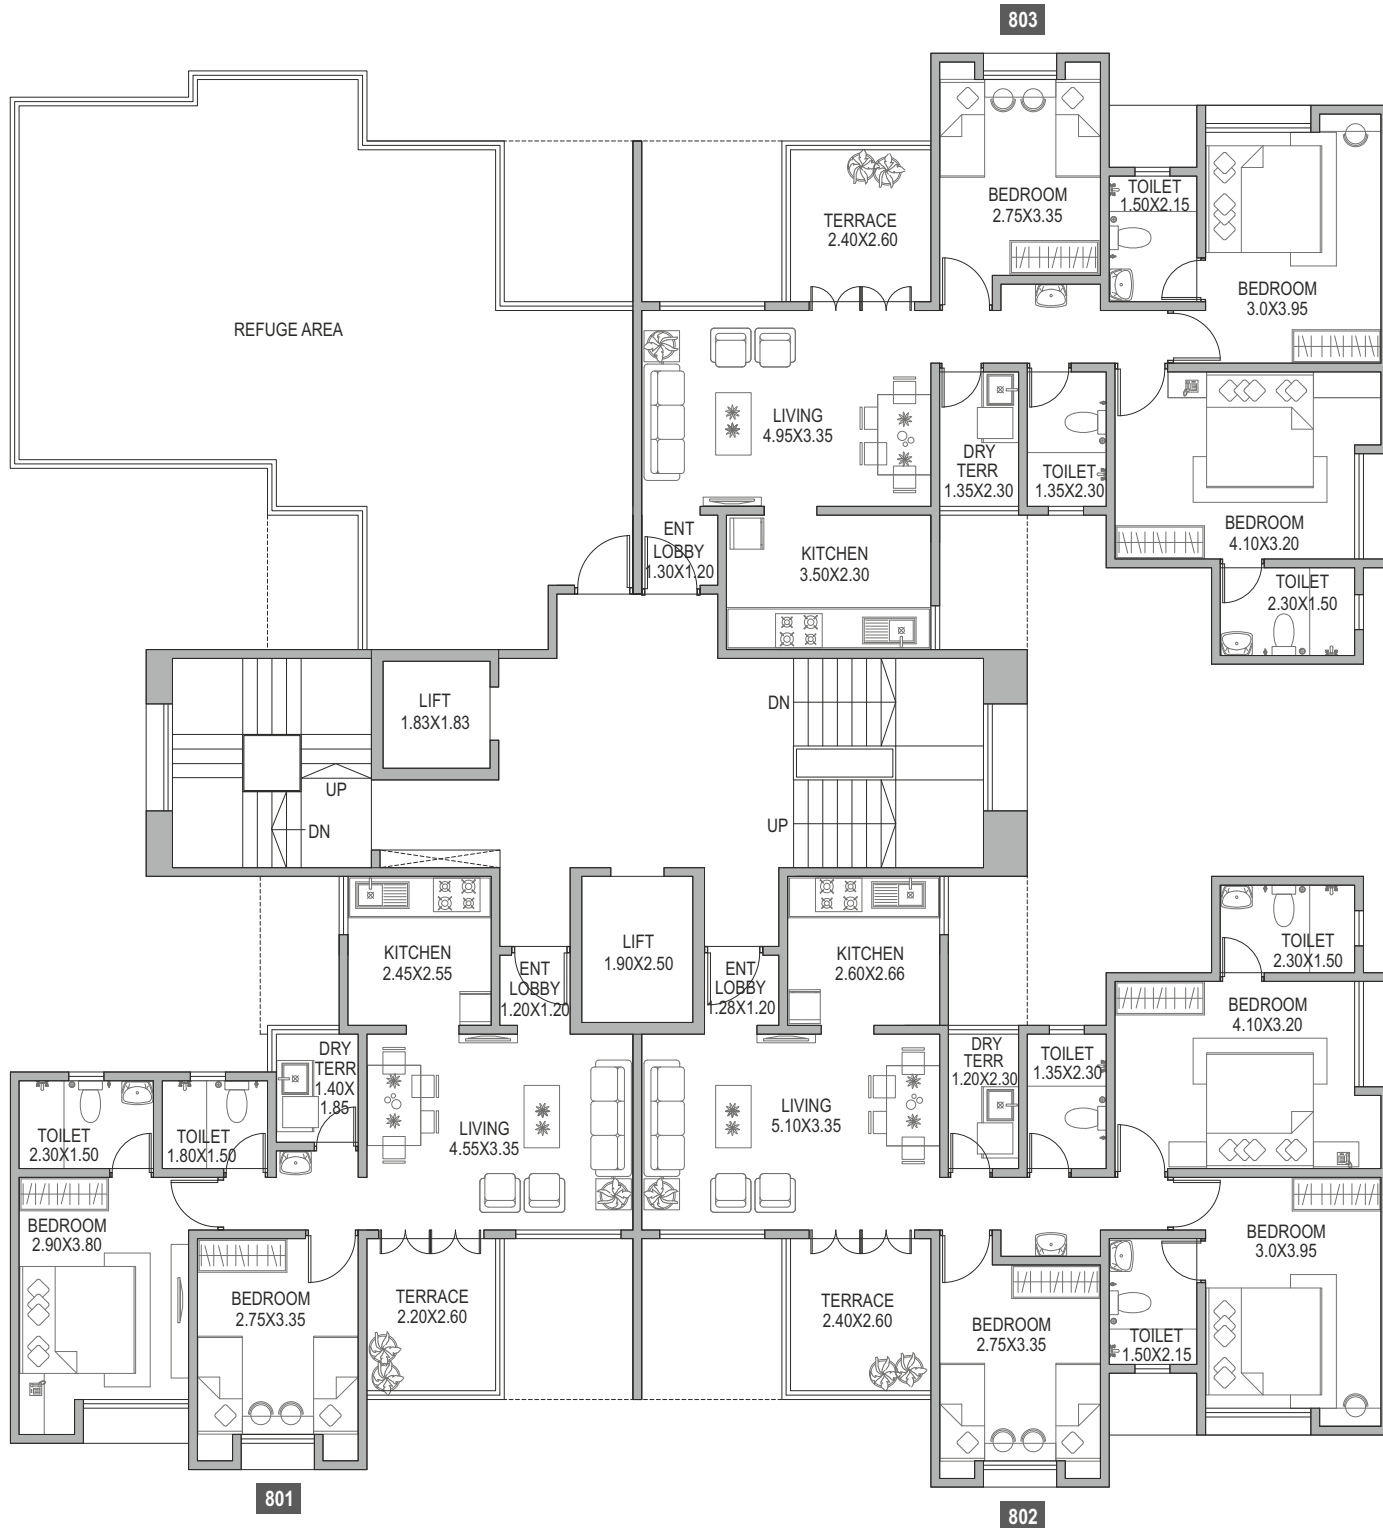 803
BEDROOM
2.75X3.35
TOILET
1.50X2.15
TERRACE
2.40X2.60
BEDROOM
3.0X3.95
REFUGE AREA
LIVING
4.95X3.35
DRY
TERR
1.35X2.30
TOILET
1.35X2.30
BEDROOM
4.10X3.20
ENT
LOBBY
1.30X1.20
KITCHEN
3.50X2.30
TOILET
2.30X1.50
LIFT
1.83X1.83
DN
UP
DN
UP
KITCHEN
2.45X2.55
ENT
LOBBY
1.20X1.20
LIFT
1.90X2.50
ENT
LOBBY
1.28X1.20
KITCHEN
2.60X2.66
TOILET
2.30X1.50
BEDROOM
4.10X3.20
DRY
TERR
1.40X
1.85
DRY
TERR
1.20X2.30
TOILET
1.35X2.30
TOILET
2.30X1.50
TOILET
1.80X1.50
LIVING
4.55X3.35
LIVING
5.10X3.35
BEDROOM
2.90X3.80
BEDROOM
3.0X3.95
BEDROOM
2.75X3.35
TERRACE
2.20X2.60
TERRACE
2.40X2.60
BEDROOM
2.75X3.35
TOILET
1.50X2.15
801
802